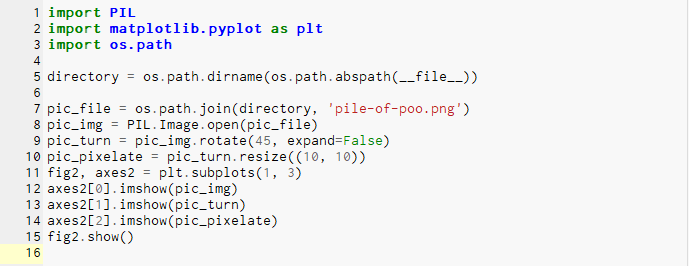 1 import PIL
2 import matplotlib.pyplot as plt
3 import os.path
4
5 directory = os.path.dirname(os.path.abspath(__file__))
6
7 pic_file = os.path.join(directory, 'pile-of-poo.png')
8 pic_img = PIL.Image.open(pic_file)
9 pic_turn = pic_img.rotate(45, expand=False)
10 pic_pixelate = pic_turn.resize((10, 10))
11 fig2, axes2 = plt.subplots(1, 3)
12 axes2[0].imshow(pic_img)
13 axes2[1].imshow(pic_turn)
14 axes2[2].imshow(pic_pixelate)
15 fig2.show()
16